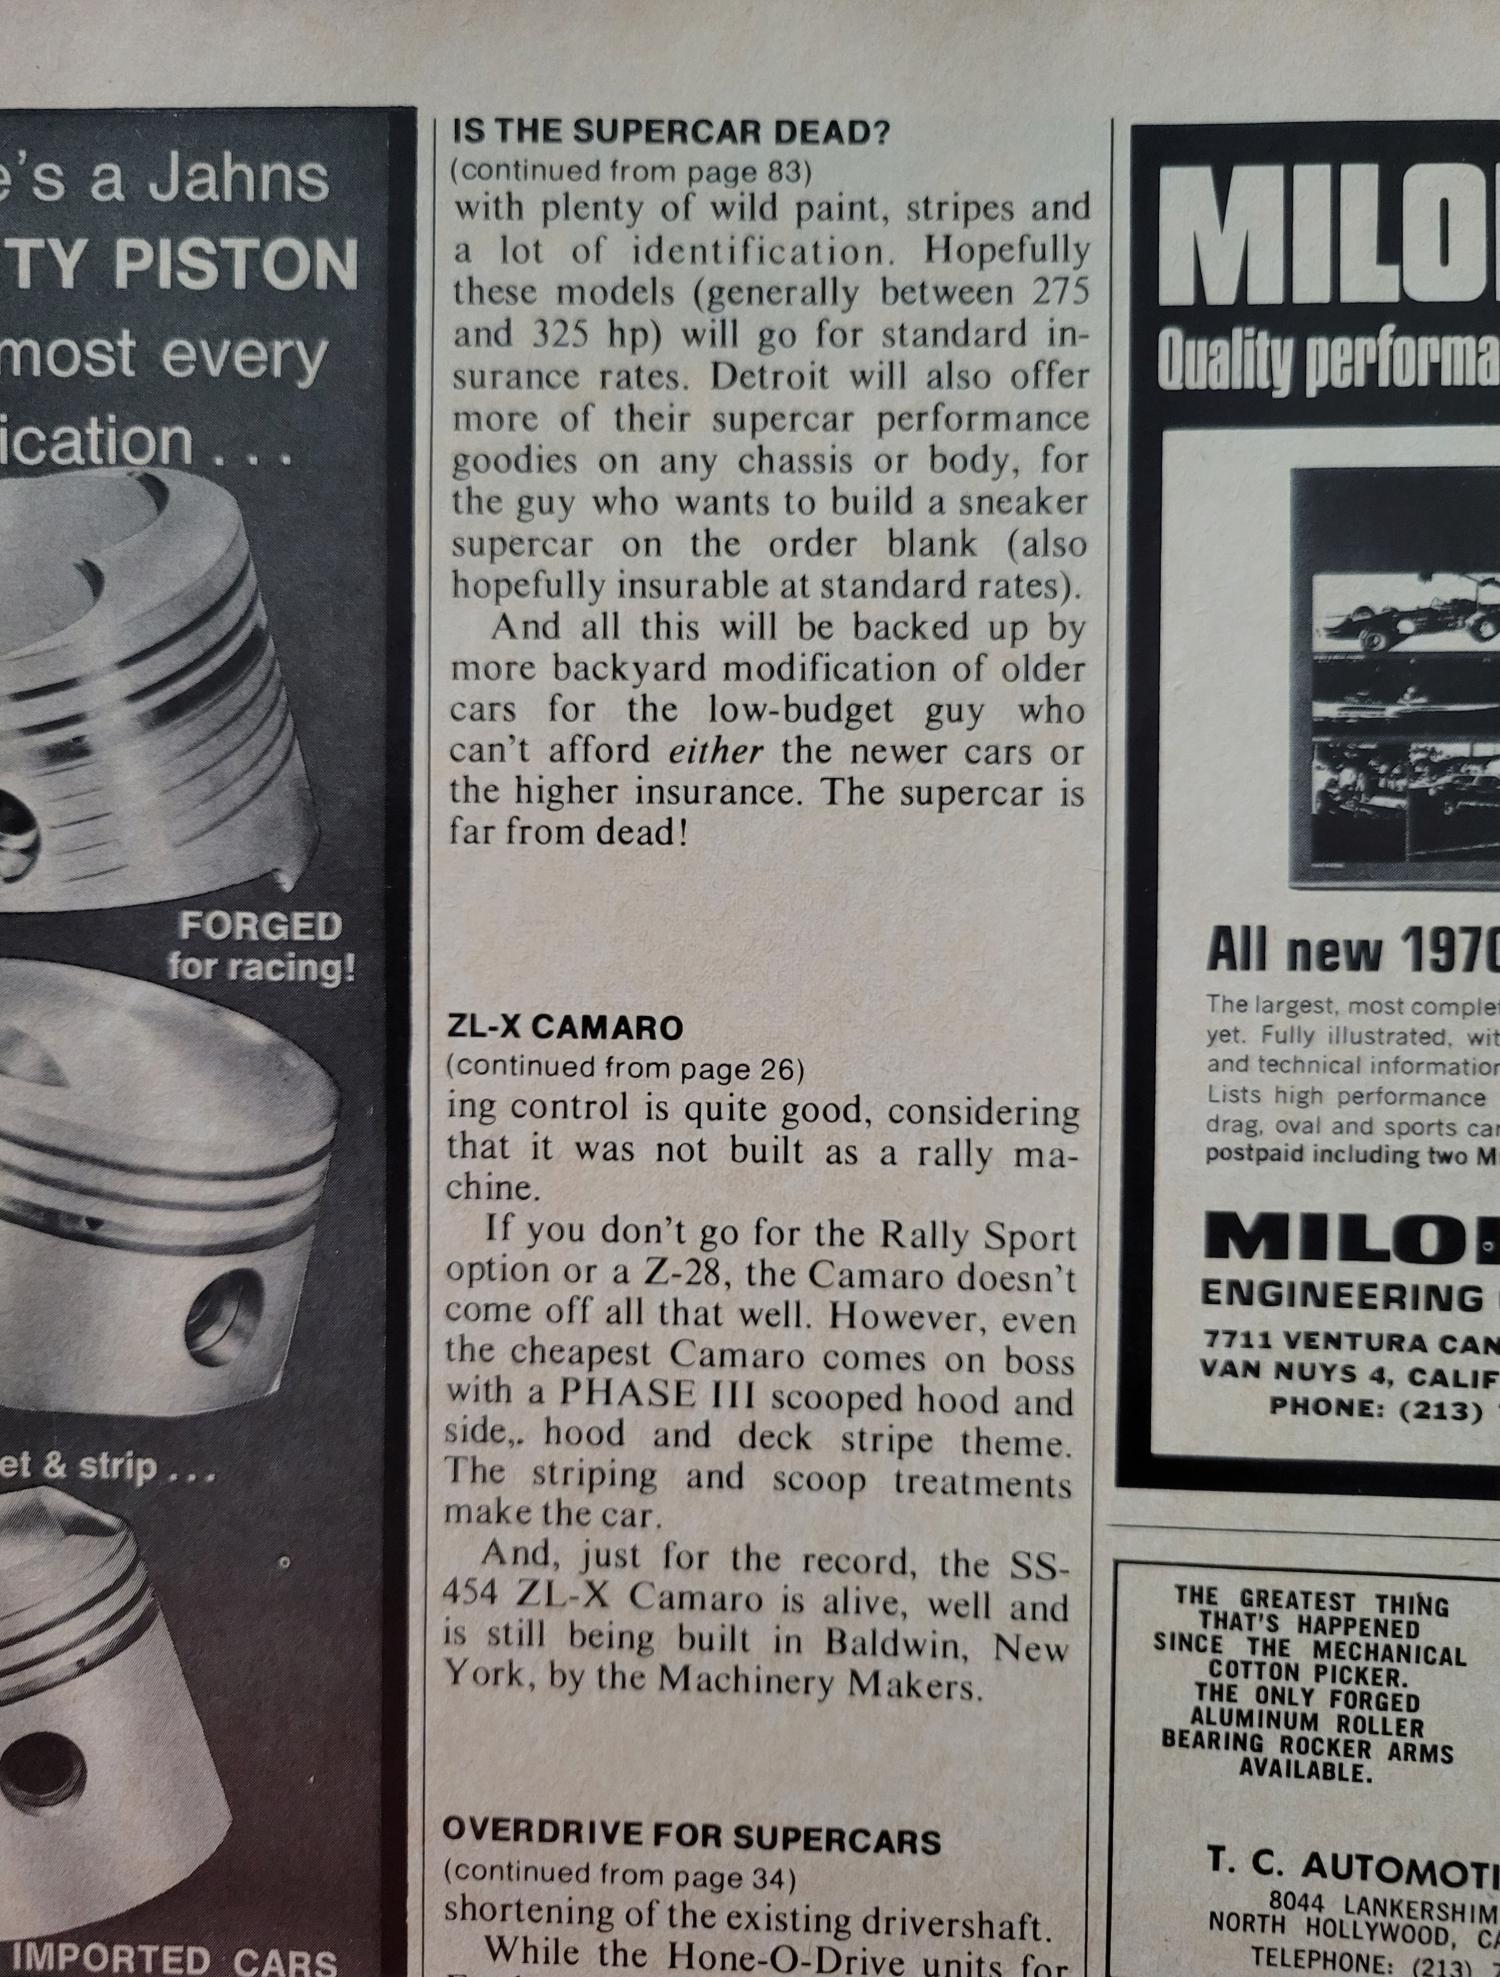 e's a Jahns
TY PISTON
most every
ication ...
FORGED
for racing!
et & strip ...
IMPORTED CARS
IS THE SUPERCAR DEAD?
(continued from page 83)
with plenty of wild paint, stripes and
a lot of identification. Hopefully
these models (generally between 275
and 325 hp) will go for standard in-
surance rates. Detroit will also offer
more of their supercar performance
goodies on any chassis or body, for
the guy who wants to build a sneaker
supercar on the order blank (also
hopefully insurable at standard rates).
And all this will be backed up by
more backyard modification of older
cars for the low-budget guy who
can't afford either the newer cars or
the higher insurance. The supercar is
far from dead!
ZL-X CAMARO
(continued from page 26)
ing control is quite good, considering
that it was not built as a rally ma-
chine.
If you don't go for the Rally Sport
option or a Z-28, the Camaro doesn't
come off all that well. However, even
the cheapest Camaro comes on boss
with a PHASE III scooped hood and
side,. hood and deck stripe theme.
The striping and scoop treatments
make the car.
And, just for the record, the SS-
454 ZL-X Camaro is alive, well and
is still being built in Baldwin, New
York, by the Machinery Makers.
OVERDRIVE FOR SUPERCARS
(continued from page 34)
shortening of the existing drivershaft.
While the Hone-O-Drive units for
MILO
Quality performa
All new 1970
The largest, most complet
yet. Fully illustrated, wit
and technical information
Lists high performance
drag, oval and sports car
postpaid including two M
MILO
ENGINEERING
7711 VENTURA CAN
VAN NUYS 4, CALIF
PHONE: (213)
THE GREATEST THING
THAT'S HAPPENED
SINCE THE MECHANICAL
COTTON PICKER.
THE ONLY FORGED
ALUMINUM ROLLER
BEARING ROCKER ARMS
AVAILABLE.
T. C. AUTOMOTI
8044 LANKERSHIM
NORTH HOLLYWOOD, CA
TELEPHONE: (213) 7